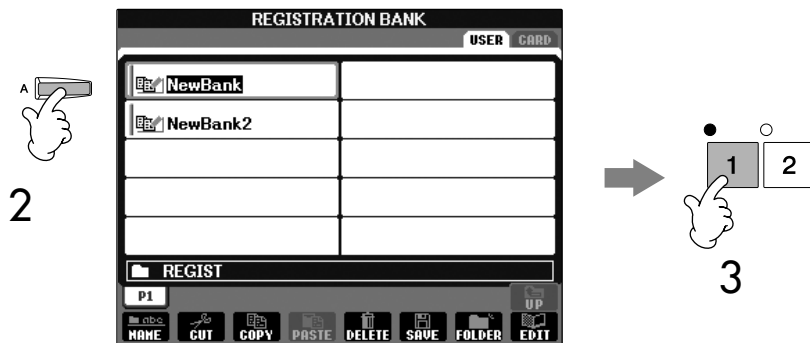 REGISTRATION BANK
USER CARD
A
NewBank
NewBank2
2
1 2
3
REGIST
P1
UP
abc
NAME CUT COPY PASTE DELETE SAVE FOLDER EDIT